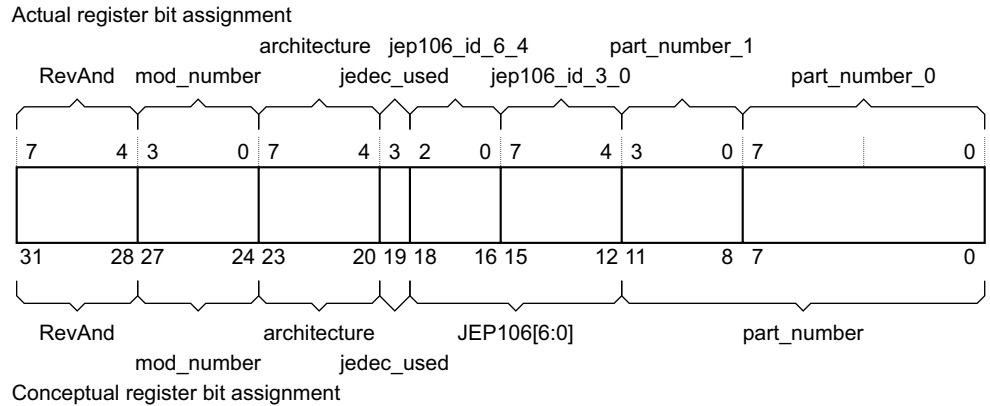 Actual register bit assignment
architecture jep106_id_6_4 part_number_1
RevAnd mod_number jedec_used jep106_id_3_0 part_number_0
7 4 3 0 7 4 3 2 0 7 4 3 0 7 0
31 28 27 24 23 20 19 18 16 15 12 11 8 7 0
RevAnd architecture JEP106[6:0] part_number
mod_number jedec_used
Conceptual register bit assignment